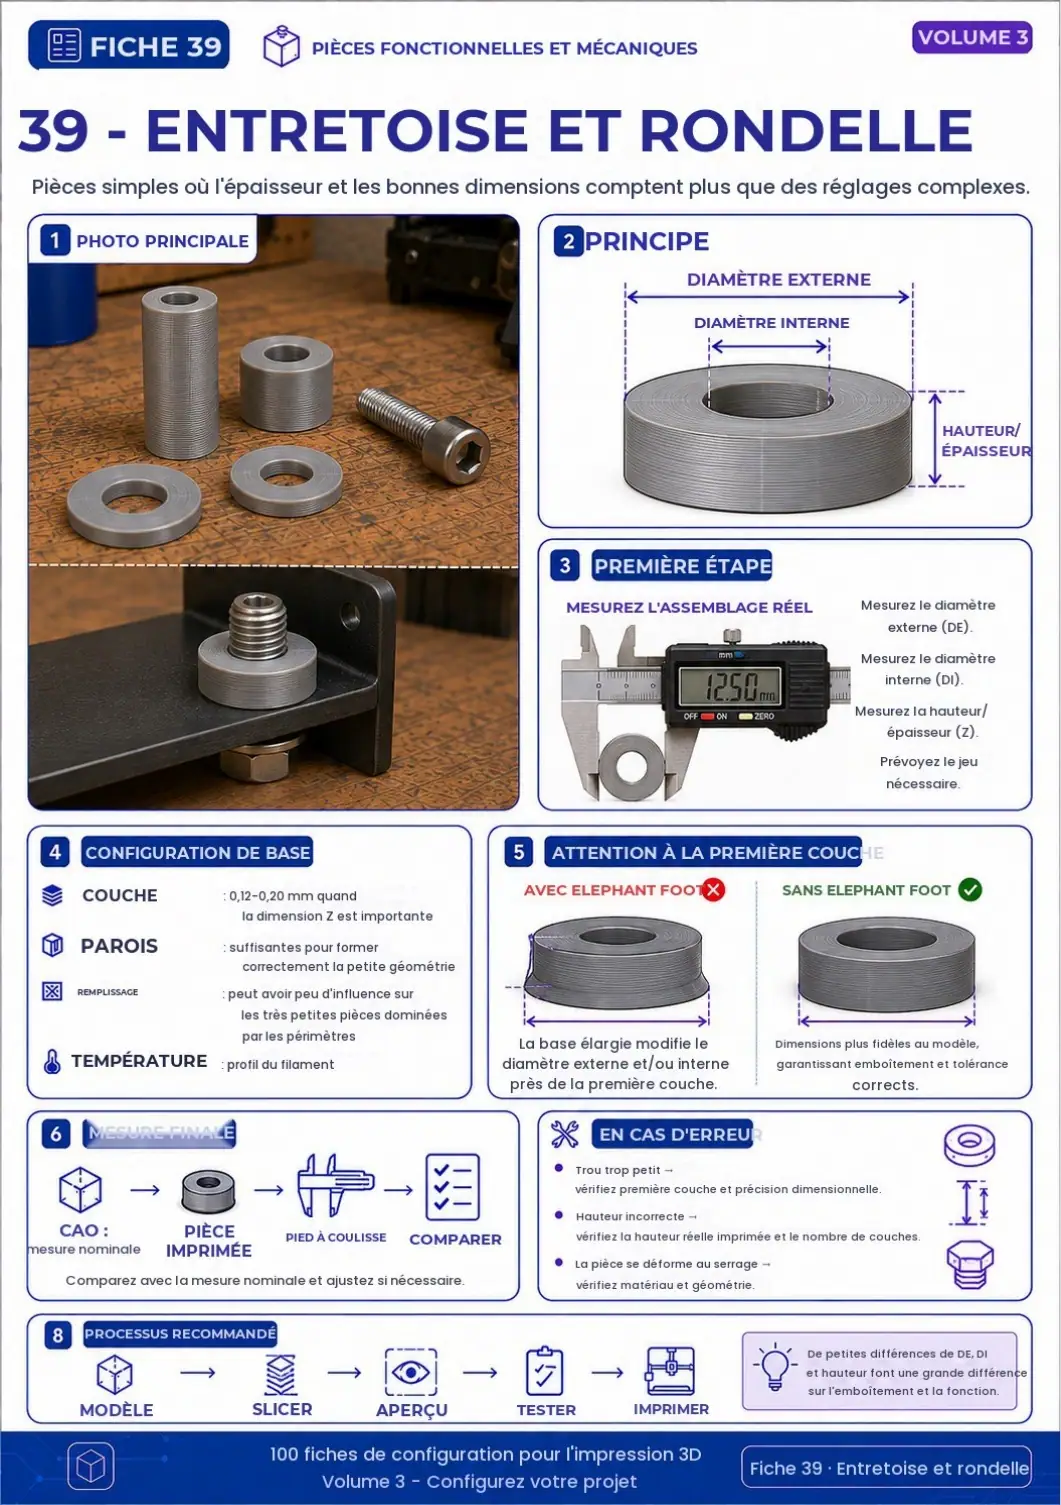 FICHE 39
PIÈCES FONCTIONNELLES ET MÉCANIQUES
VOLUME 3
39 - ENTRETOISE ET RONDELLE
Pièces simples où l'épaisseur et les bonnes dimensions comptent plus que des réglages complexes.
1 PHOTO PRINCIPALE
2 PRINCIPE
DIAMÈTRE EXTERNE
DIAMÈTRE INTERNE
HAUTEUR/
ÉPAISSEUR
3 PREMIÈRE ÉTAPE
MESUREZ L'ASSEMBLAGE RÉEL
mm
12.50 mm
OFF ON ZERO
Mesurez le diamètre
externe (DE).
Mesurez le diamètre
interne (DI).
Mesurez la hauteur/
épaisseur (Z).
Prévoyez le jeu
nécessaire.
4 CONFIGURATION DE BASE
COUCHE : 0,12-0,20 mm quand
la dimension Z est importante
PAROIS : suffisantes pour former
correctement la petite géométrie
REMPLISSAGE : peut avoir peu d'influence sur
les très petites pièces dominées
par les périmètres
TEMPÉRATURE : profil du filament
5 ATTENTION À LA PREMIÈRE COUCHE
AVEC ELEPHANT FOOT
La base élargie modifie le
diamètre externe et/ou interne
près de la première couche.
SANS ELEPHANT FOOT
Dimensions plus fidèles au modèle,
garantissant emboîtement et tolérance
corrects.
6 MESURE FINALE
CAO :
mesure nominale
PIÈCE
IMPRIMÉE
PIED À COULISSE
COMPARER
Comparez avec la mesure nominale et ajustez si nécessaire.
EN CAS D'ERREUR
• Trou trop petit →
vérifiez première couche et précision dimensionnelle.
• Hauteur incorrecte →
vérifiez la hauteur réelle imprimée et le nombre de couches.
• La pièce se déforme au serrage →
vérifiez matériau et géométrie.
8 PROCESSUS RECOMMANDÉ
MODÈLE
SLICER
APERÇU
TESTER
IMPRIMER
De petites différences de DE, DI
et hauteur font une grande différence
sur l'emboîtement et la fonction.
100 fiches de configuration pour l'impression 3D
Volume 3 - Configurez votre projet
Fiche 39 · Entretoise et rondelle